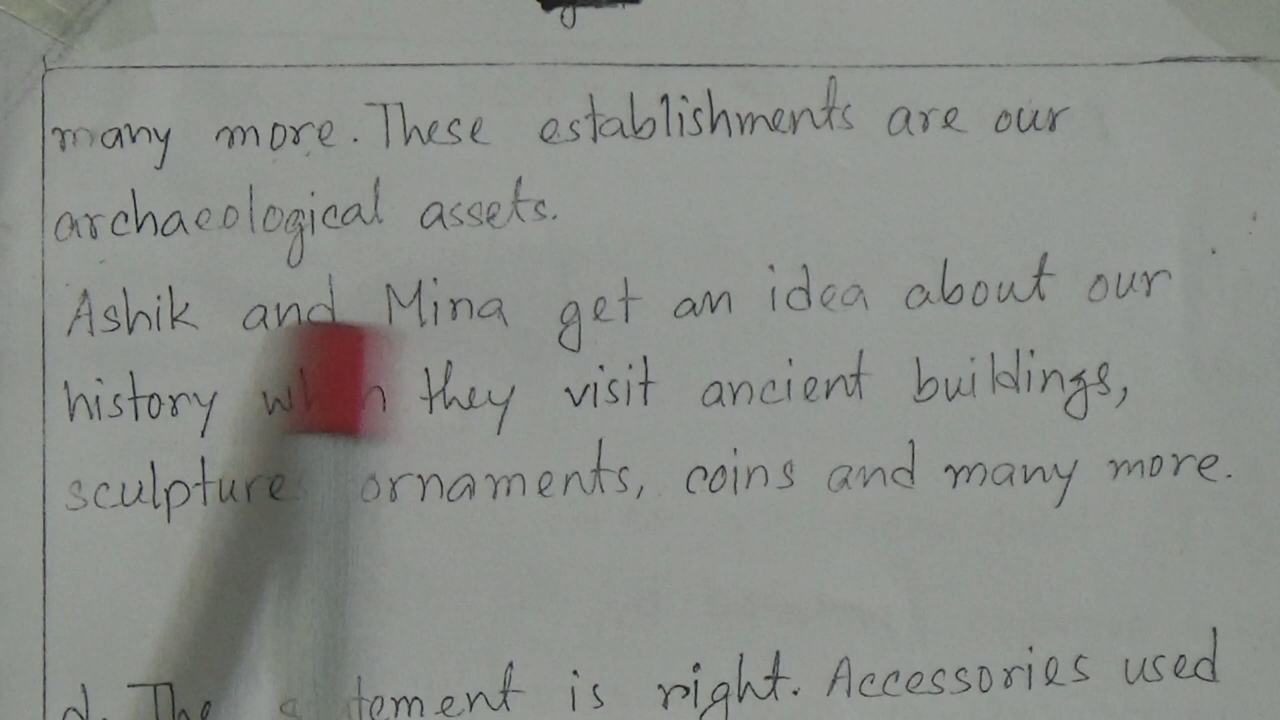 many more. These establishments are our
archaeological assets.
Ashik and Mina get an idea about our
history they visit ancient buildings,
sculpture ornaments, coins and many more.
d. The is right. Accessories used